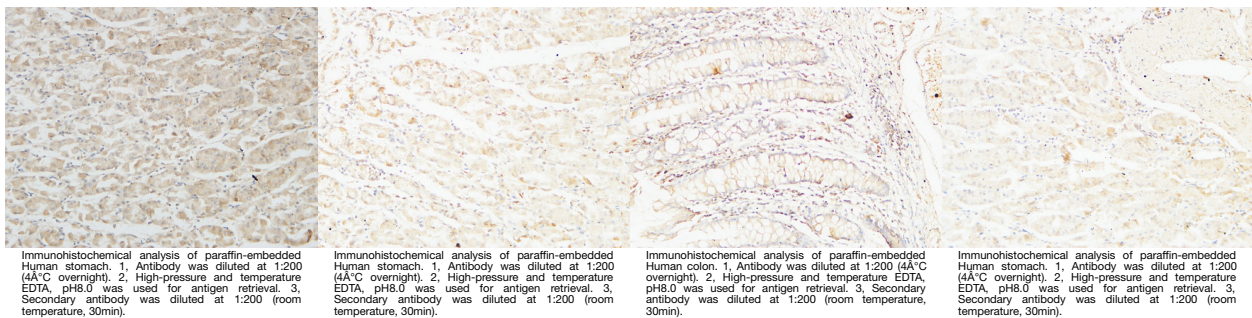 Immunohistochemical analysis of paraffin-embedded
Human stomach. 1, Antibody was diluted at 1:200
(4Â°C overnight). 2, High-pressure and temperature
EDTA, pH8.0 was used for antigen retrieval. 3,
Secondary antibody was diluted at 1:200 (room
temperature, 30min).
Immunohistochemical analysis of paraffin-embedded
Human stomach. 1, Antibody was diluted at 1:200
(4Â°C overnight). 2, High-pressure and temperature
EDTA, pH8.0 was used for antigen retrieval. 3,
Secondary antibody was diluted at 1:200 (room
temperature, 30min).
Immunohistochemical analysis of paraffin-embedded
Human colon. 1, Antibody was diluted at 1:200 (4Â°C
overnight). 2, High-pressure and temperature EDTA,
pH8.0 was used for antigen retrieval. 3, Secondary
antibody was diluted at 1:200 (room temperature,
30min).
Immunohistochemical analysis of paraffin-embedded
Human stomach. 1, Antibody was diluted at 1:200
(4Â°C overnight). 2, High-pressure and temperature
EDTA, pH8.0 was used for antigen retrieval. 3,
Secondary antibody was diluted at 1:200 (room
temperature, 30min).